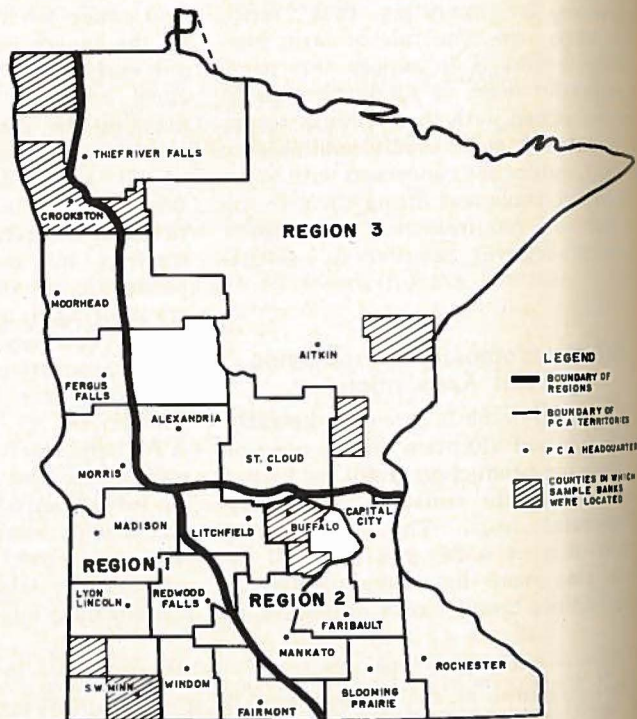 THIEFRIVER FALLS
CROOKSTON
REGION 3
MOORHEAD
AITKIN
FERGUS
FALLS
ALEXANDRIA
ST. CLOUD
MORRIS
CAPITAL
CITY
MADISON
LITCHFIELD
BUFFALO
REGION 1
LYON
LINCOLN
REDWOOD
FALLS
REGION 2
FARIBAULT
MANKATO
ROCHESTER
S.W. MINN
WINDOM
BLOOMING
PRAIRIE
FAIRMONT
LEGEND
BOUNDARY OF
REGIONS
BOUNDARY OF
P C A TERRITORIES
P C A HEADQUARTER
COUNTIES IN WHICH
SAMPLE BANKS
WERE LOCATED